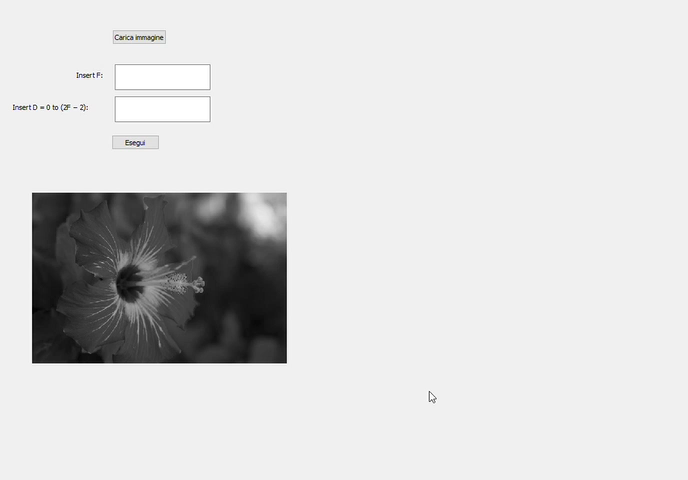 Carica immagine
Insert F:
Insert D = 0 to (2F − 2):
Esegui